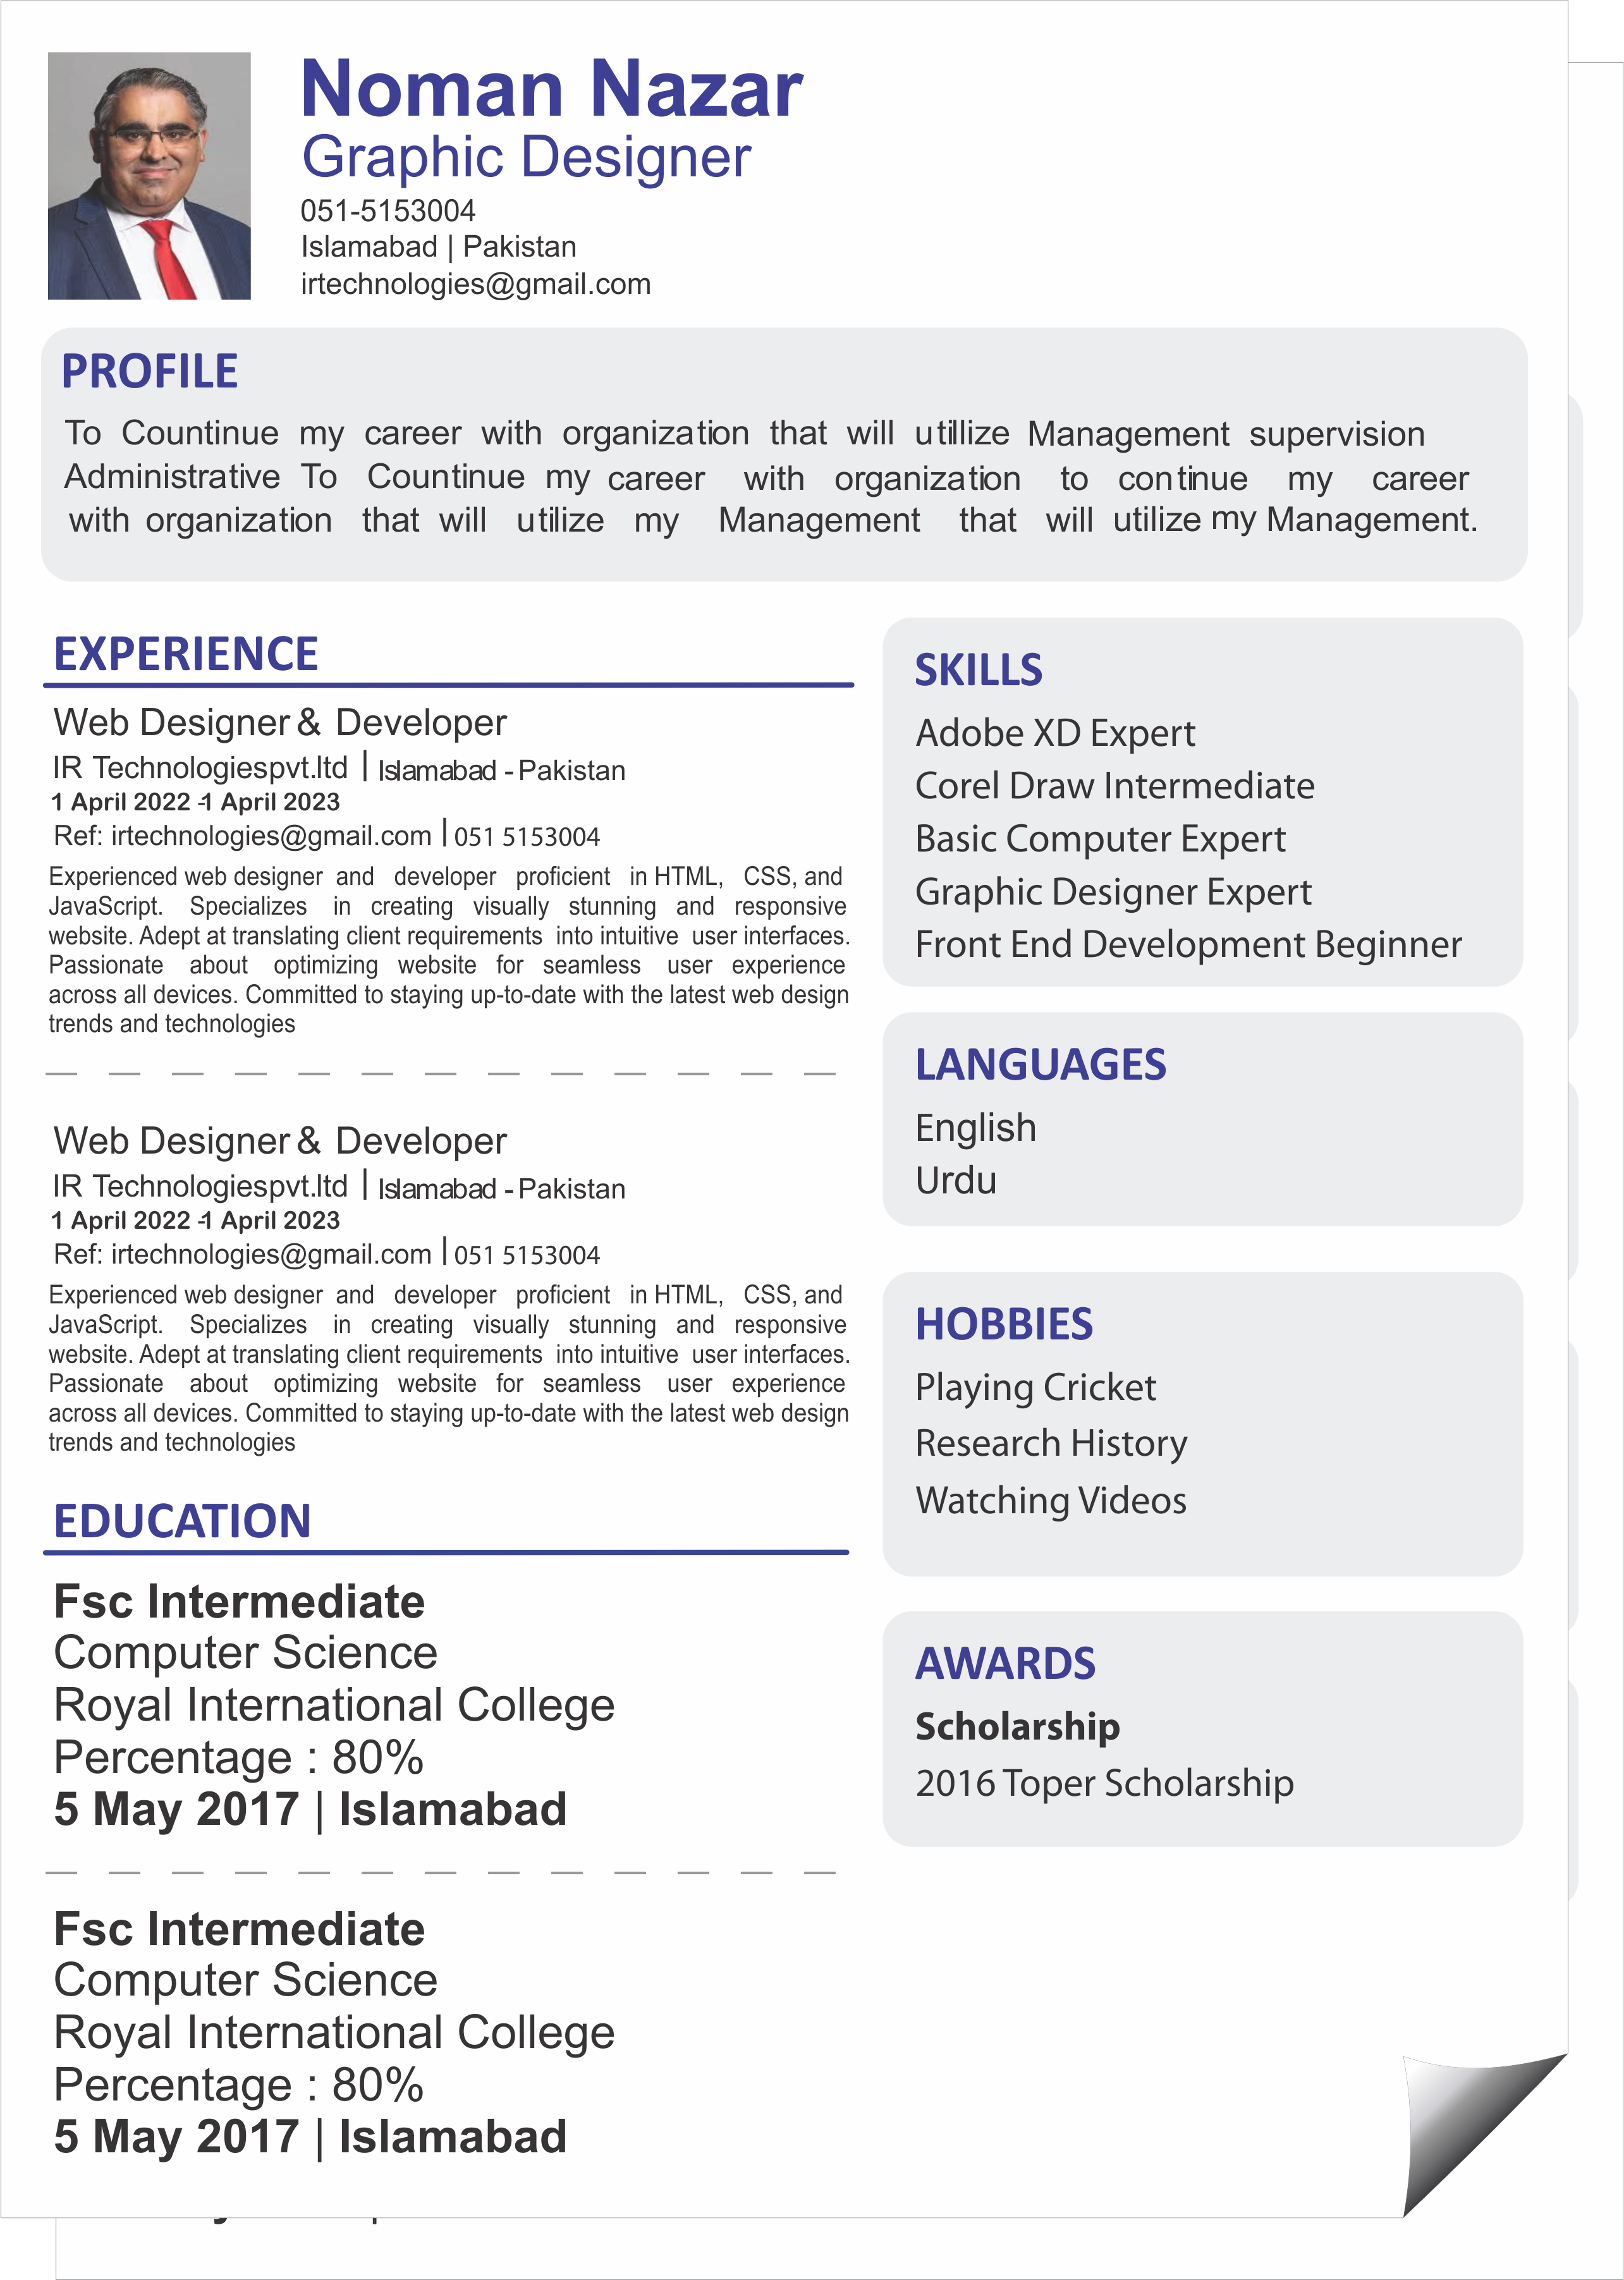 Noman Nazar
Graphic Designer
051-5153004
Islamabad | Pakistan
irtechnologies@gmail.com
PROFILE
To Countinue my career with organization that will utillize Management supervision
Administrative To Countinue my career with organization to continue my career
with organization that will utilize my Management that will utilize my Management.
EXPERIENCE
Web Designer & Developer
IR Technologiespvt.ltd | Islamabad - Pakistan
1 April 2022 -1 April 2023
Ref: irtechnologies@gmail.com | 051 5153004
Experienced web designer and developer proficient in HTML, CSS, and
JavaScript. Specializes in creating visually stunning and responsive
website. Adept at translating client requirements into intuitive user interfaces.
Passionate about optimizing website for seamless user experience
across all devices. Committed to staying up-to-date with the latest web design
trends and technologies
Web Designer & Developer
IR Technologiespvt.ltd | Islamabad - Pakistan
1 April 2022 -1 April 2023
Ref: irtechnologies@gmail.com | 051 5153004
Experienced web designer and developer proficient in HTML, CSS, and
JavaScript. Specializes in creating visually stunning and responsive
website. Adept at translating client requirements into intuitive user interfaces.
Passionate about optimizing website for seamless user experience
across all devices. Committed to staying up-to-date with the latest web design
trends and technologies
EDUCATION
Fsc Intermediate
Computer Science
Royal International College
Percentage : 80%
5 May 2017 | Islamabad
Fsc Intermediate
Computer Science
Royal International College
Percentage : 80%
5 May 2017 | Islamabad
SKILLS
Adobe XD Expert
Corel Draw Intermediate
Basic Computer Expert
Graphic Designer Expert
Front End Development Beginner
LANGUAGES
English
Urdu
HOBBIES
Playing Cricket
Research History
Watching Videos
AWARDS
Scholarship
2016 Toper Scholarship